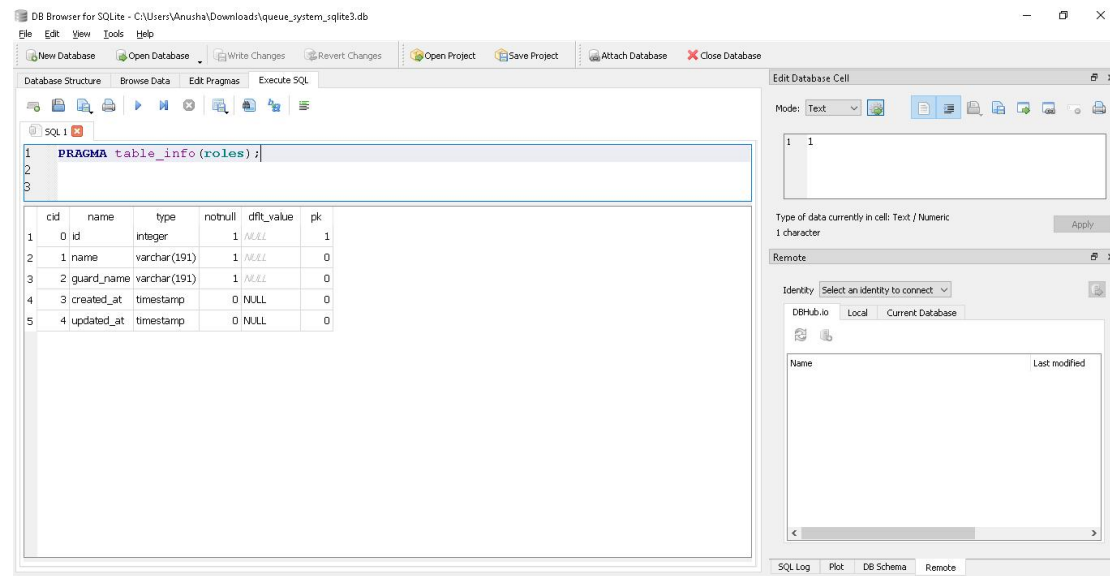 DB Browser for SQLite - C:\Users\Anusha\Downloads\queue_system_sqlite3.db
File Edit View Tools Help
New Database Open Database Write Changes Revert Changes Open Project Save Project Attach Database Close Database
Database Structure Browse Data Edit Pragmas Execute SQL
SQL 1
1 PRAGMA table_info(roles);
2
3
cid name type notnull dflt_value pk
1 0 id integer 1 NULL 1
2 1 name varchar(191) 1 NULL 0
3 2 guard_name varchar(191) 1 NULL 0
4 3 created_at timestamp 0 NULL 0
5 4 updated_at timestamp 0 NULL 0
Edit Database Cell
Mode: Text
1 1
Type of data currently in cell: Text / Numeric
1 character
Apply
Remote
Identity Select an identity to connect
DBHub.io Local Current Database
Name Last modified
SQL Log Plot DB Schema Remote